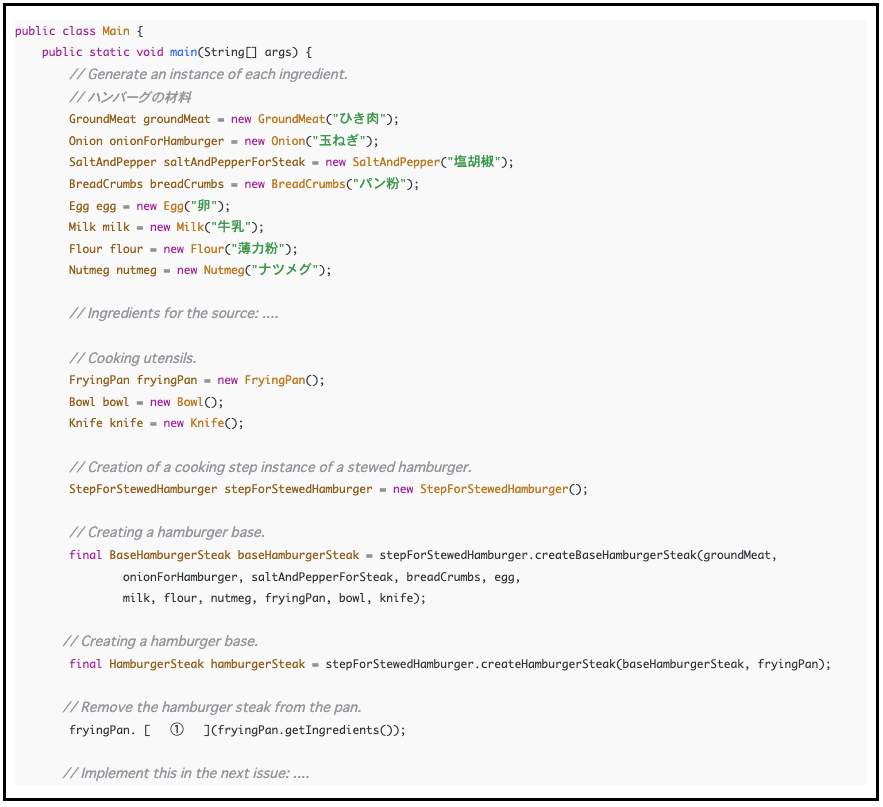 public class Main {
public static void main(String[] args) {
// Generate an instance of each ingredient.
// ハンバーグの材料
GroundMeat groundMeat = new GroundMeat("ひき肉");
Onion onionForHamburger = new Onion("玉ねぎ");
SaltAndPepper saltAndPepperForSteak = new SaltAndPepper("塩胡椒");
BreadCrumbs breadCrumbs = new BreadCrumbs("パン粉");
Egg egg = new Egg("卵");
Milk milk = new Milk("牛乳");
Flour flour = new Flour("薄力粉");
Nutmeg nutmeg = new Nutmeg("ナツメグ");
// Ingredients for the source: ....
// Cooking utensils.
FryingPan fryingPan = new FryingPan();
Bowl bowl = new Bowl();
Knife knife = new Knife();
// Creation of a cooking step instance of a stewed hamburger.
StepForStewedHamburger stepForStewedHamburger = new StepForStewedHamburger();
// Creating a hamburger base.
final BaseHamburgerSteak baseHamburgerSteak = stepForStewedHamburger.createBaseHamburgerSteak(groundMeat,
onionForHamburger, saltAndPepperForSteak, breadCrumbs, egg,
milk, flour, nutmeg, fryingPan, bowl, knife);
// Creating a hamburger base.
final HamburgerSteak hamburgerSteak = stepForStewedHamburger.createHamburgerSteak(baseHamburgerSteak, fryingPan);
// Remove the hamburger steak from the pan.
fryingPan. [ ① ](fryingPan.getIngredients());
// Implement this in the next issue: ....